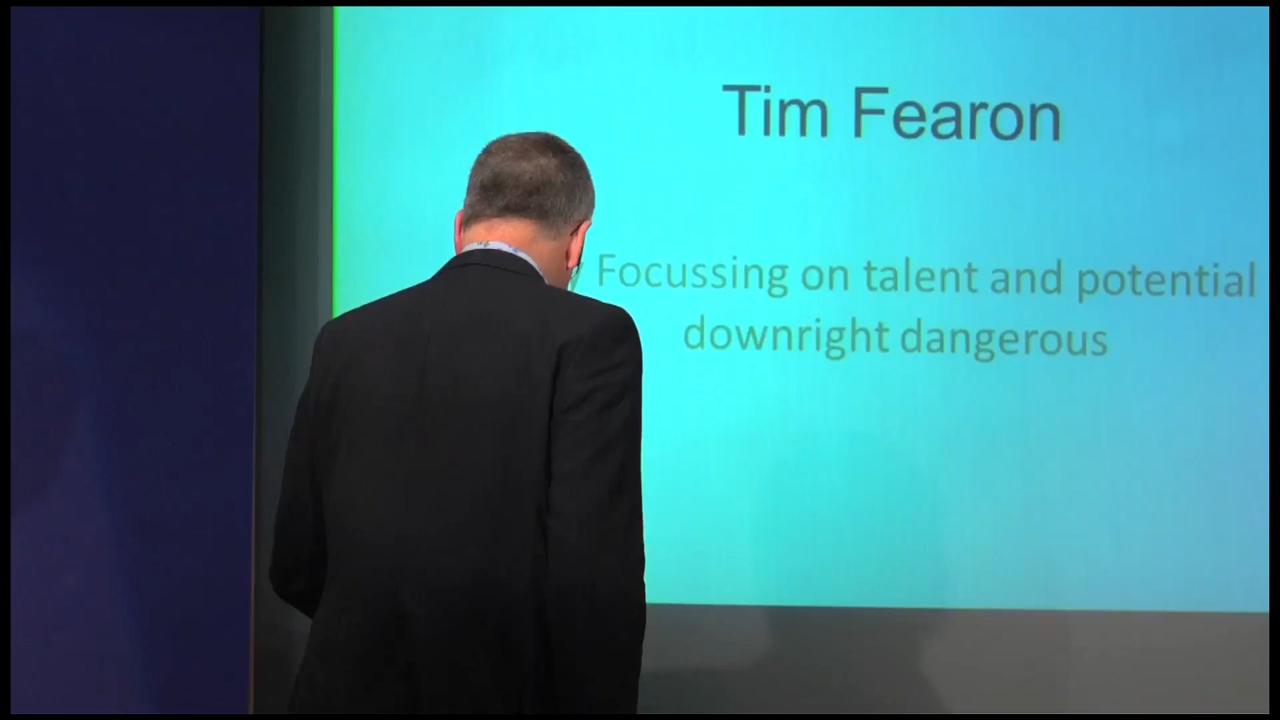 Tim Fearon
Focussing on talent and potential
downright dangerous